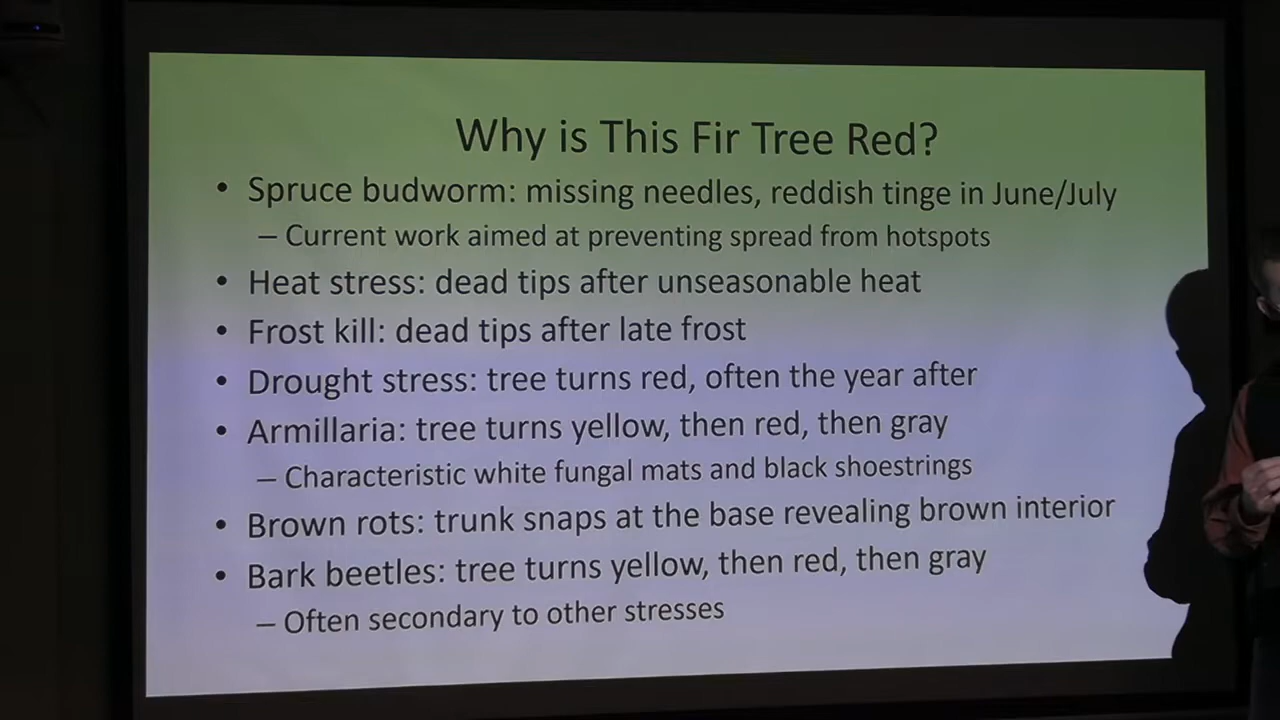 Why is This Fir Tree Red?
• Spruce budworm: missing needles, reddish tinge in June/July
– Current work aimed at preventing spread from hotspots
• Heat stress: dead tips after unseasonable heat
• Frost kill: dead tips after late frost
• Drought stress: tree turns red, often the year after
• Armillaria: tree turns yellow, then red, then gray
– Characteristic white fungal mats and black shoestrings
• Brown rots: trunk snaps at the base revealing brown interior
• Bark beetles: tree turns yellow, then red, then gray
– Often secondary to other stresses